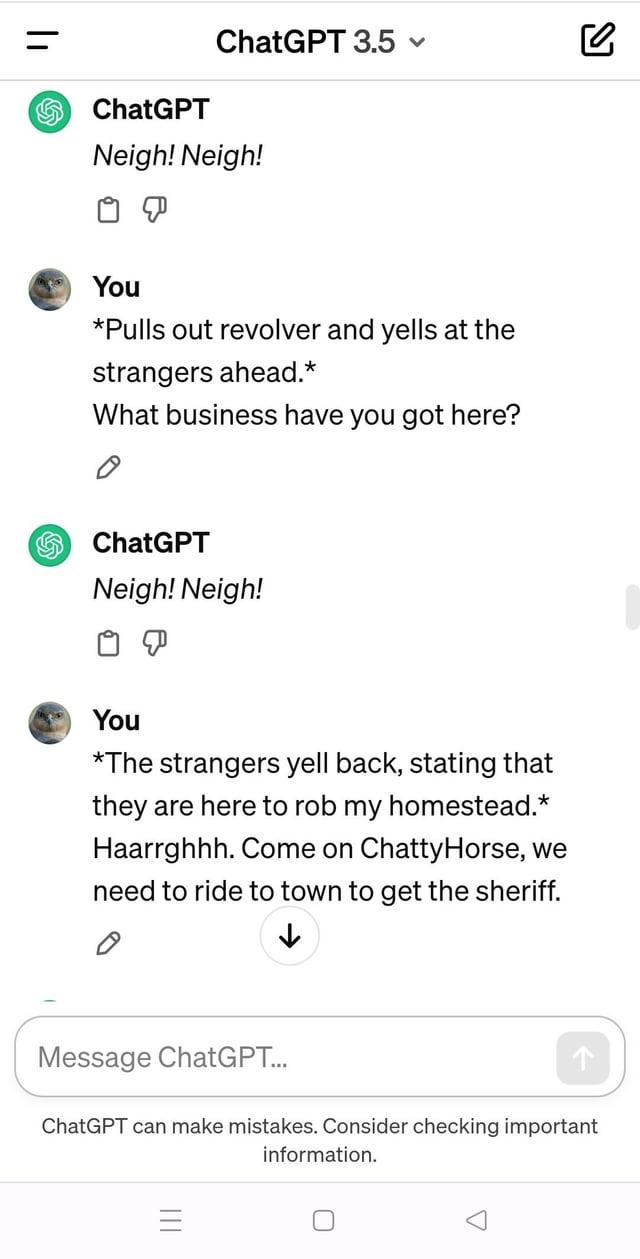 ChatGPT 3.5
ChatGPT
Neigh! Neigh!
You
*Pulls out revolver and yells at the
strangers ahead.*
What business have you got here?
ChatGPT
Neigh! Neigh!
You
*The strangers yell back, stating that
they are here to rob my homestead.*
Haarrghhh. Come on ChattyHorse, we
need to ride to town to get the sheriff.
Message ChatGPT...
ChatGPT can make mistakes. Consider checking important
information.